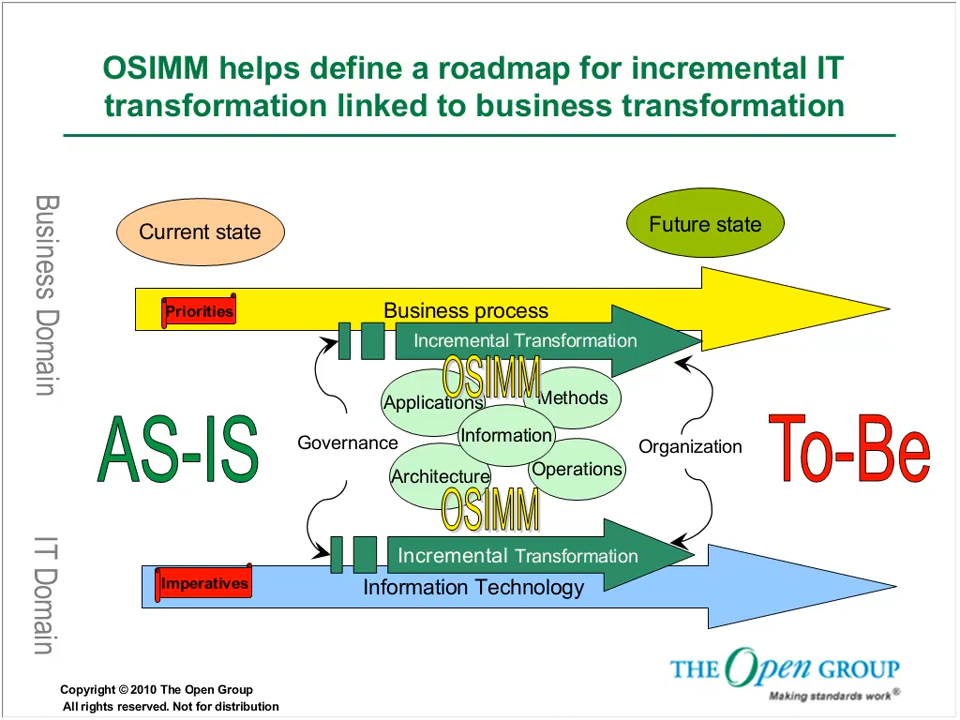 OSIMM helps define a roadmap for incremental IT
transformation linked to business transformation
Business Domain
Current state
Future state
Priorities
Business process
Incremental Transformation
OSIMM
Applications
Methods
Information
Governance
Organization
AS-IS
To-Be
Architecture
Operations
OSIMM
IT Domain
Incremental Transformation
Imperatives
Information Technology
THE Open GROUP
Making standards work®
Copyright © 2010 The Open Group
All rights reserved. Not for distribution